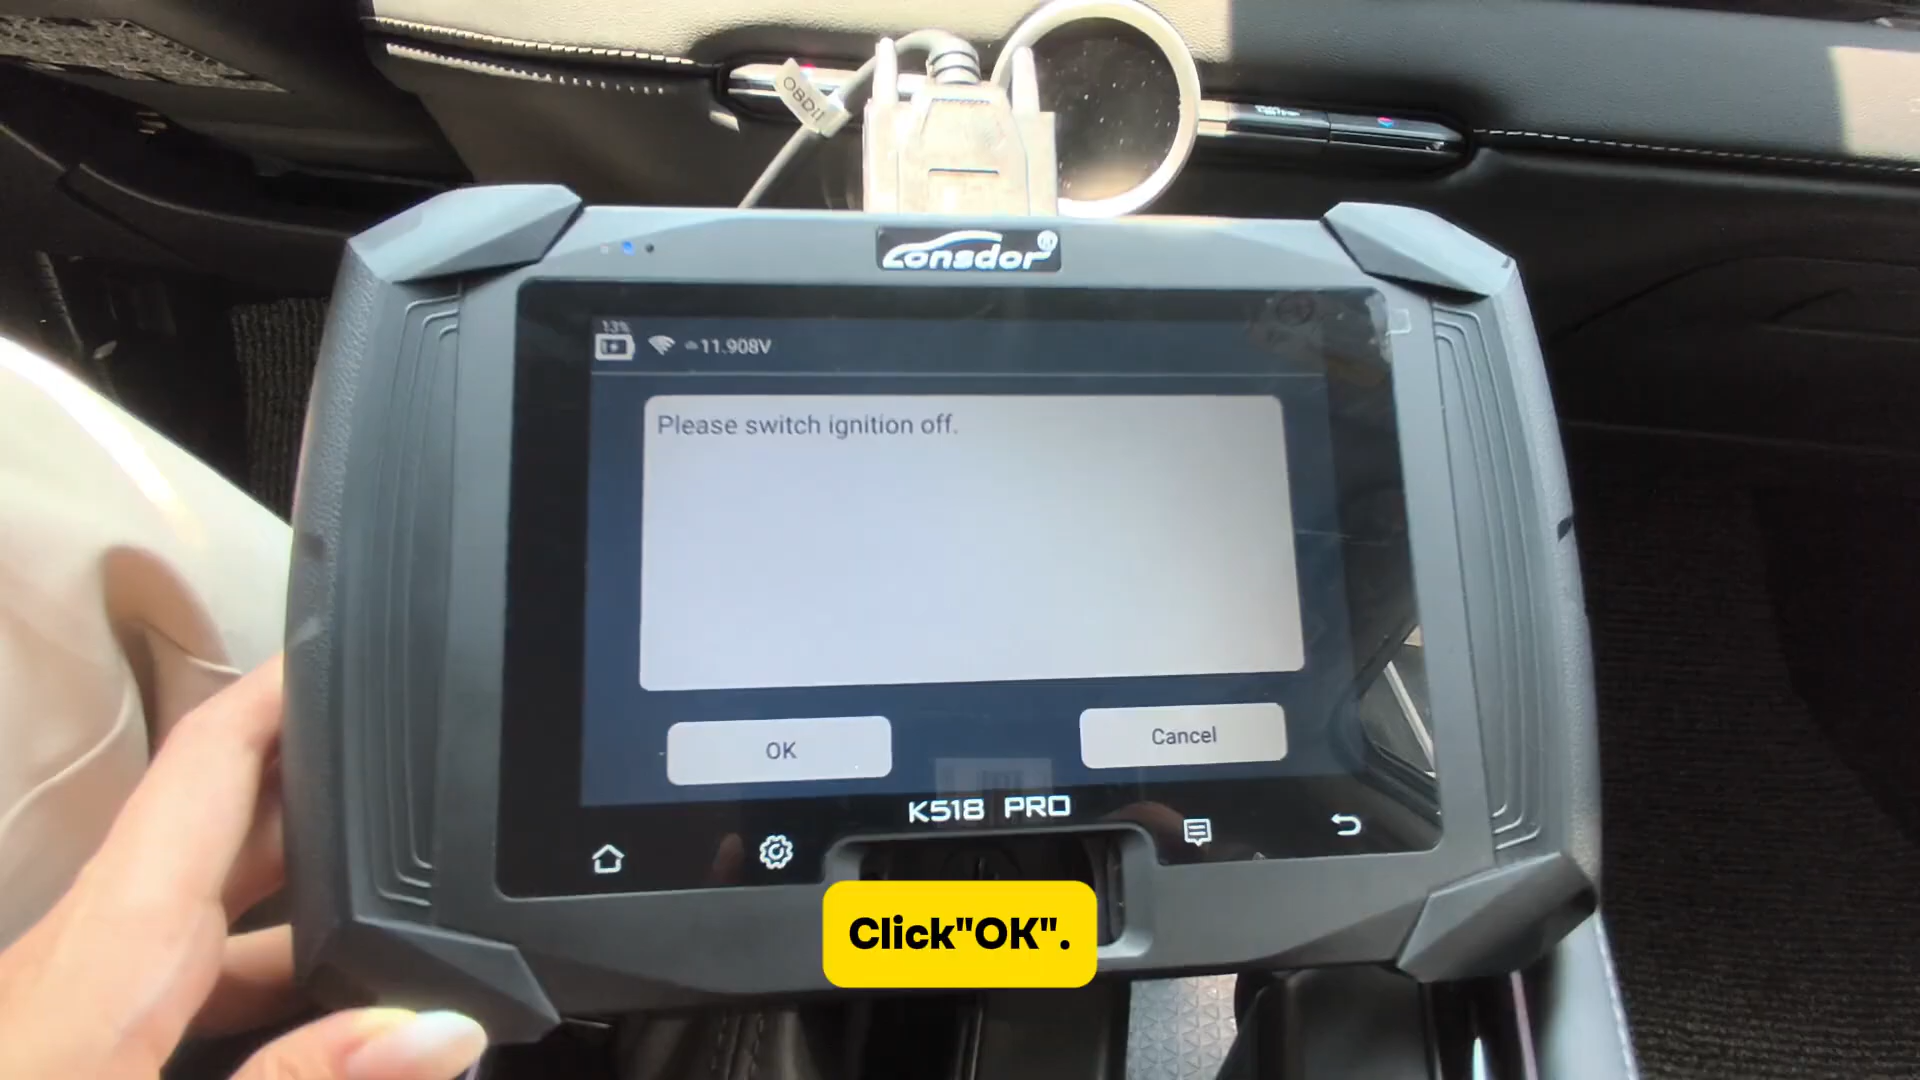 OBDII
Lonsdor®
13%
11.908V
Please switch ignition off.
OK
Cancel
K518 PRO
Click"OK".